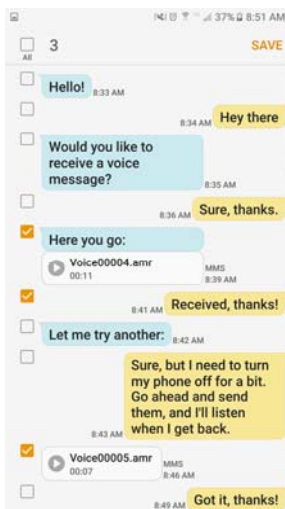 37% 8:51 AM
All
3
SAVE
Hello!
8:33 AM
Hey there
8:34 AM
Would you like to
receive a voice
message?
8:35 AM
Sure, thanks.
8:36 AM
Here you go:
Voice00004.amr
00:11
MMS
8:39 AM
Received, thanks!
8:41 AM
Let me try another:
8:42 AM
Sure, but I need to turn
my phone off for a bit.
Go ahead and send
them, and I'll listen
when I get back.
8:43 AM
Voice00005.amr
00:07
MMS
8:46 AM
Got it, thanks!
8:49 AM